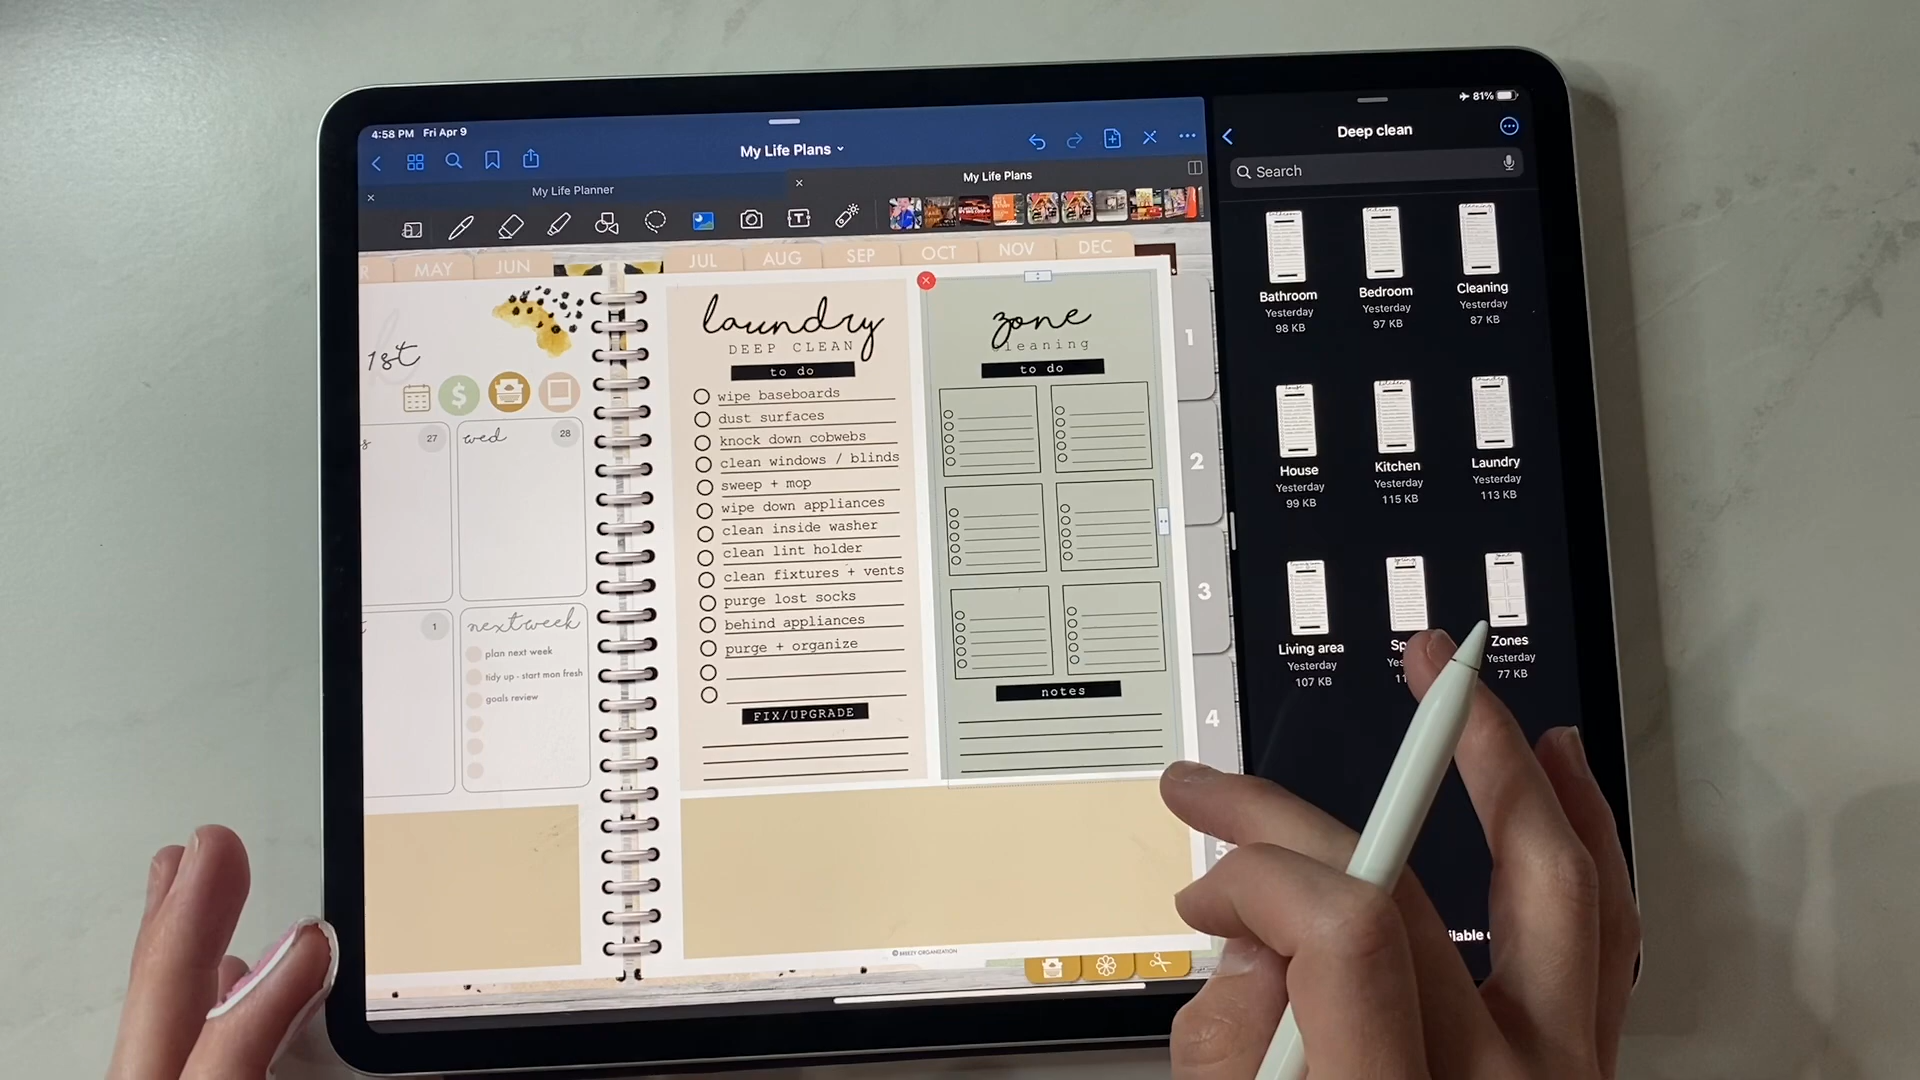 4:58 PM Fri Apr 9
81%
My Life Plans
My Life Planner
My Life Plans
T
MAY
JUN
JUL
AUG
SEP
OCT
NOV
DEC
1st
$
27
wed
28
1
next week
plan next week
tidy up - start mon fresh
goals review
laundry
DEEP CLEAN
to do
wipe baseboards
dust surfaces
knock down cobwebs
clean windows / blinds
sweep + mop
wipe down appliances
clean inside washer
clean lint holder
clean fixtures + vents
purge lost socks
behind appliances
purge + organize
FIX/UPGRADE
zone
cleaning
to do
notes
1
2
3
4
5
© BREEZY ORGANIZATION
Deep clean
Search
Bathroom
Yesterday
98 KB
Bedroom
Yesterday
97 KB
Cleaning
Yesterday
87 KB
House
Yesterday
99 KB
Kitchen
Yesterday
115 KB
Laundry
Yesterday
113 KB
Living area
Yesterday
107 KB
Sp
Yes
11
Zones
Yesterday
77 KB
ilable